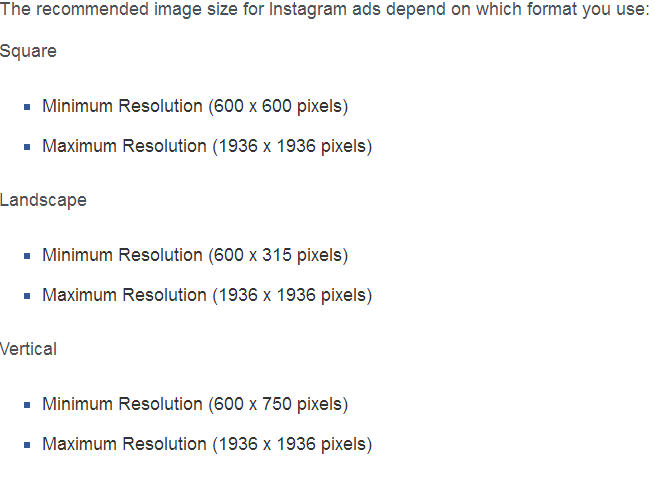 The recommended image size for Instagram ads depend on which format you use:
Square
Minimum Resolution (600 x 600 pixels)
Maximum Resolution (1936 x 1936 pixels)
Landscape
Minimum Resolution (600 x 315 pixels)
Maximum Resolution (1936 x 1936 pixels)
Vertical
Minimum Resolution (600 x 750 pixels)
Maximum Resolution (1936 x 1936 pixels)